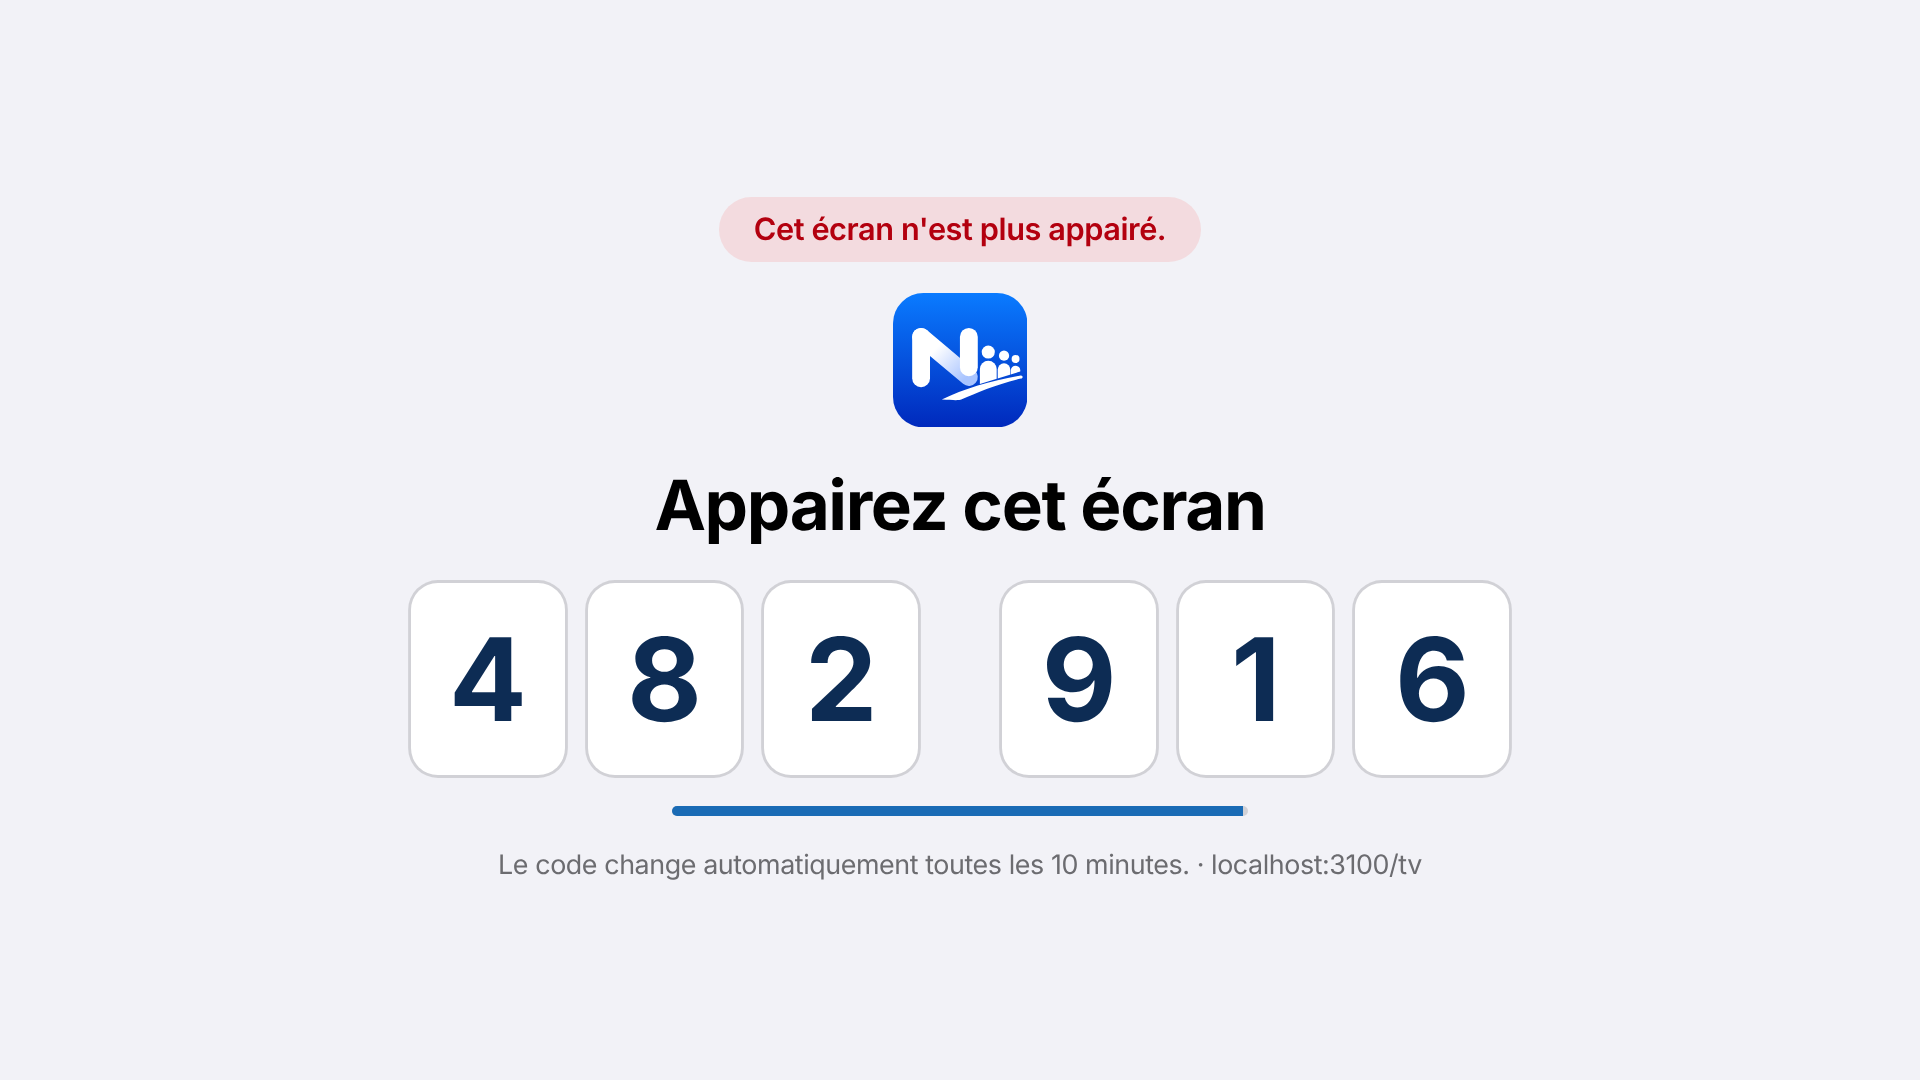 Cet écran n'est plus appairé.
N
Appairez cet écran
4 8 2 9 1 6
Le code change automatiquement toutes les 10 minutes. · localhost:3100/tv